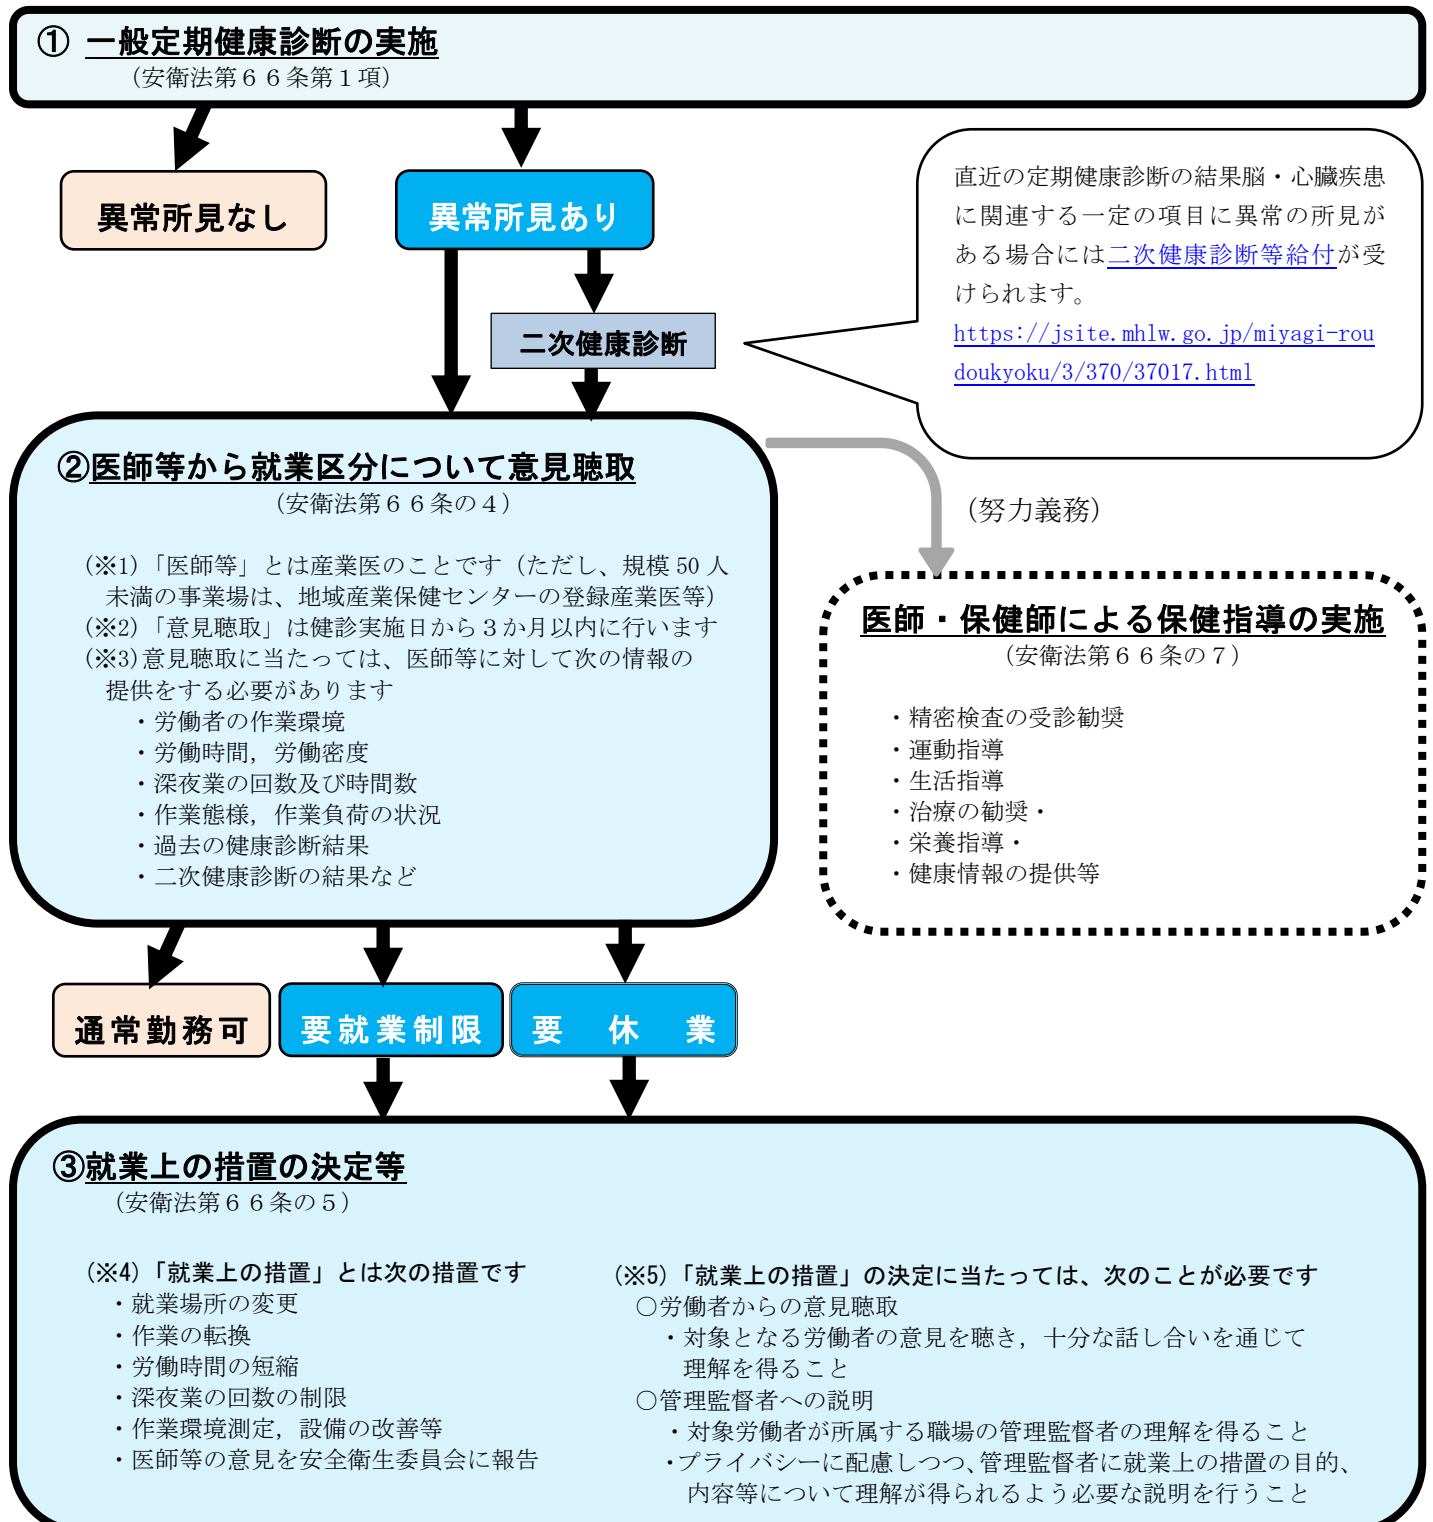 ① 一般定期健康診断の実施
（安衛法第６６条第１項）
異常所見なし
異常所見あり
直近の定期健康診断の結果脳・心臓疾患
に関連する一定の項目に異常の所見が
ある場合には二次健康診断等給付が受
けられます。
https://jsite.mhlw.go.jp/miyagi-rou
doukyoku/3/370/37017.html
二次健康診断
②医師等から就業区分について意見聴取
（安衛法第６６条の４）
(※1)「医師等」とは産業医のことです（ただし、規模 50 人
未満の事業場は、地域産業保健センターの登録産業医等）
(※2)「意見聴取」は健診実施日から３か月以内に行います
(※3)意見聴取に当たっては、医師等に対して次の情報の
提供をする必要があります
・労働者の作業環境
・労働時間，労働密度
・深夜業の回数及び時間数
・作業態様，作業負荷の状況
・過去の健康診断結果
・二次健康診断の結果など
（努力義務）
医師・保健師による保健指導の実施
（安衛法第６６条の７）
・精密検査の受診勧奨
・運動指導
・生活指導
・治療の勧奨・
・栄養指導・
・健康情報の提供等
通常勤務可
要就業制限
要　休　業
③就業上の措置の決定等
（安衛法第６６条の５）
(※4)「就業上の措置」とは次の措置です
・就業場所の変更
・作業の転換
・労働時間の短縮
・深夜業の回数の制限
・作業環境測定，設備の改善等
・医師等の意見を安全衛生委員会に報告
(※5)「就業上の措置」の決定に当たっては、次のことが必要です
○労働者からの意見聴取
・対象となる労働者の意見を聴き，十分な話し合いを通じて
理解を得ること
○管理監督者への説明
・対象労働者が所属する職場の管理監督者の理解を得ること
・プライバシーに配慮しつつ、管理監督者に就業上の措置の目的、
内容等について理解が得られるよう必要な説明を行うこと